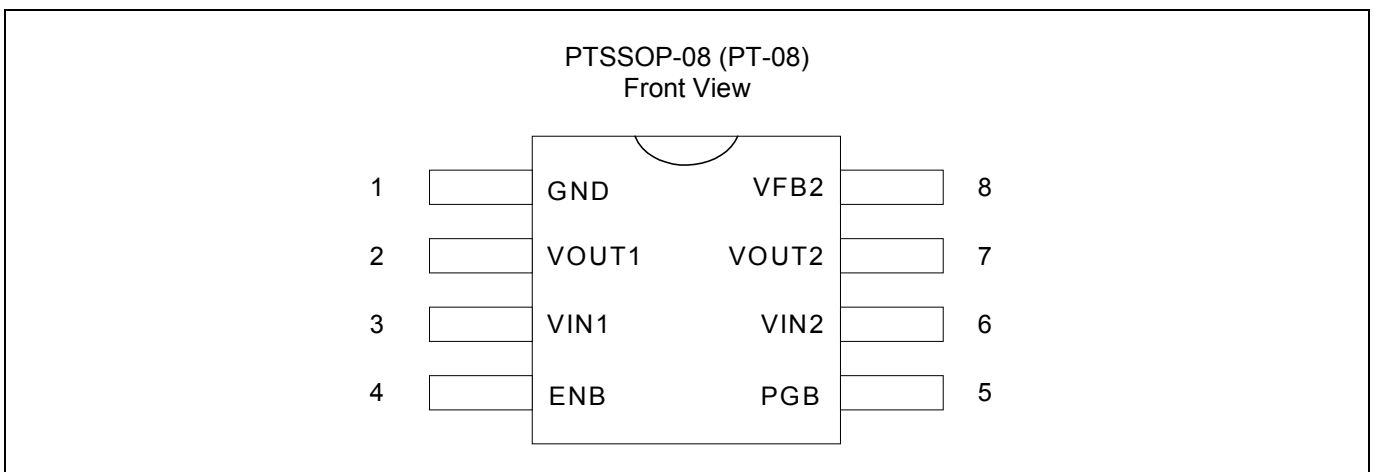 PTSSOP-08 (PT-08)
Front View
1 GND VFB2 8
2 VOUT1 VOUT2 7
3 VIN1 VIN2 6
4 ENB PGB 5